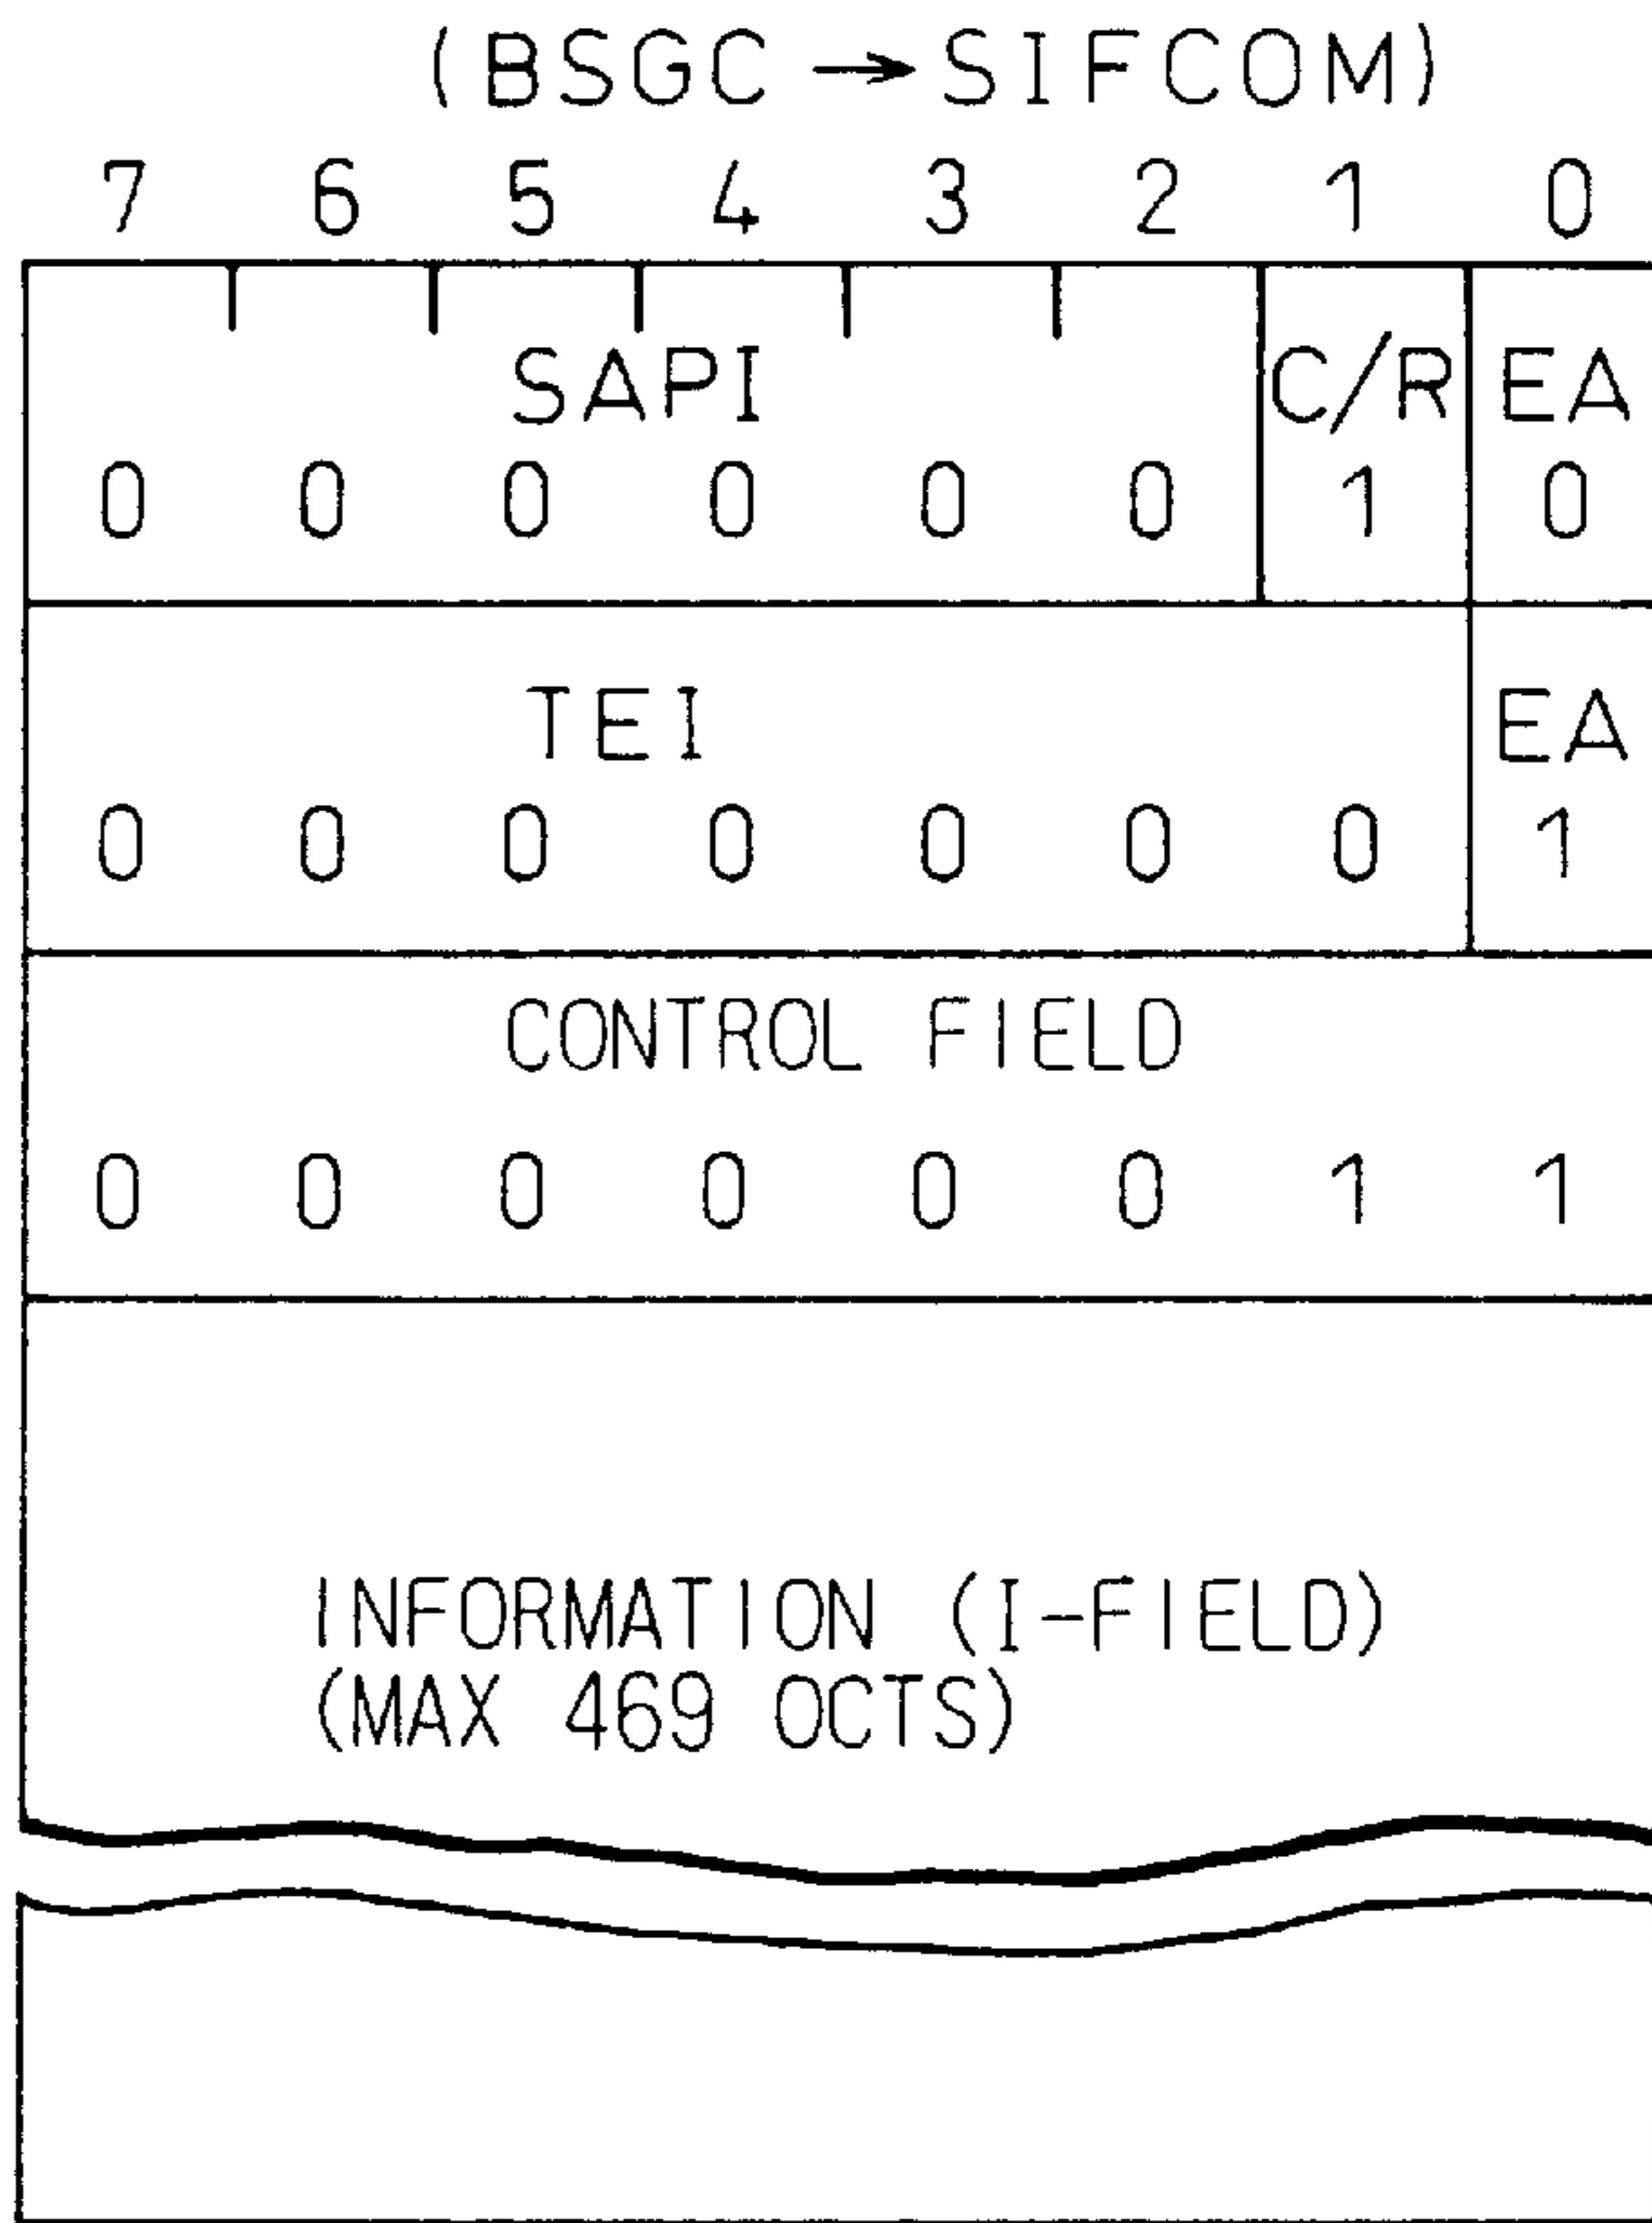 (BSGC→SIFCOM)
7 6 5 4 3 2 1 0
SAPI C/R EA
0 0 0 0 0 0 1 0
TEI EA
0 0 0 0 0 0 0 1
CONTROL FIELD
0 0 0 0 0 0 1 1
INFORMATION (I-FIELD)
(MAX 469 OCTS)